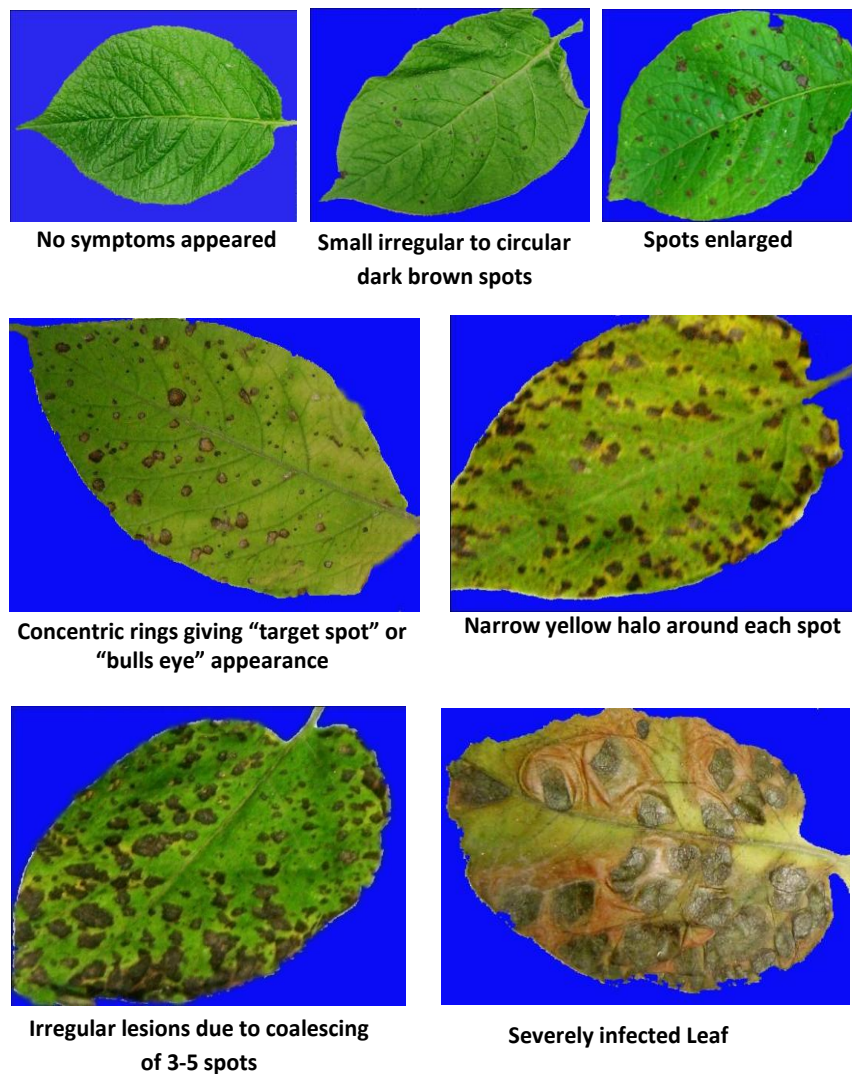 No symptoms appeared
Small irregular to circular
dark brown spots
Spots enlarged
Concentric rings giving “target spot” or
“bulls eye” appearance
Narrow yellow halo around each spot
Irregular lesions due to coalescing
of 3-5 spots
Severely infected Leaf